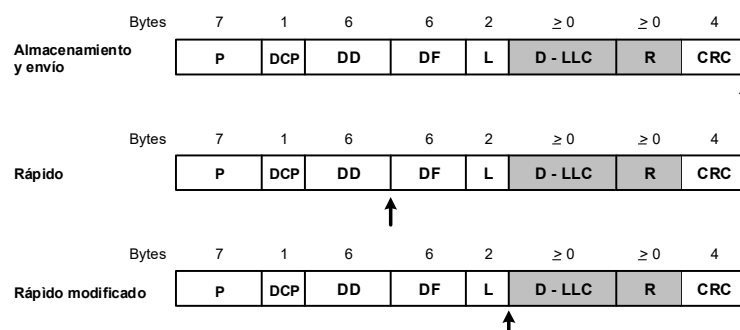 Bytes 7 1 6 6 2 ≥ 0 ≥ 0 4
Almacenamiento
y envío
P DCP DD DF L D - LLC R CRC
Bytes 7 1 6 6 2 ≥ 0 ≥ 0 4
Rápido P DCP DD DF L D - LLC R CRC
Bytes 7 1 6 6 2 ≥ 0 ≥ 0 4
Rápìdo modificado P DCP DD DF L D - LLC R CRC